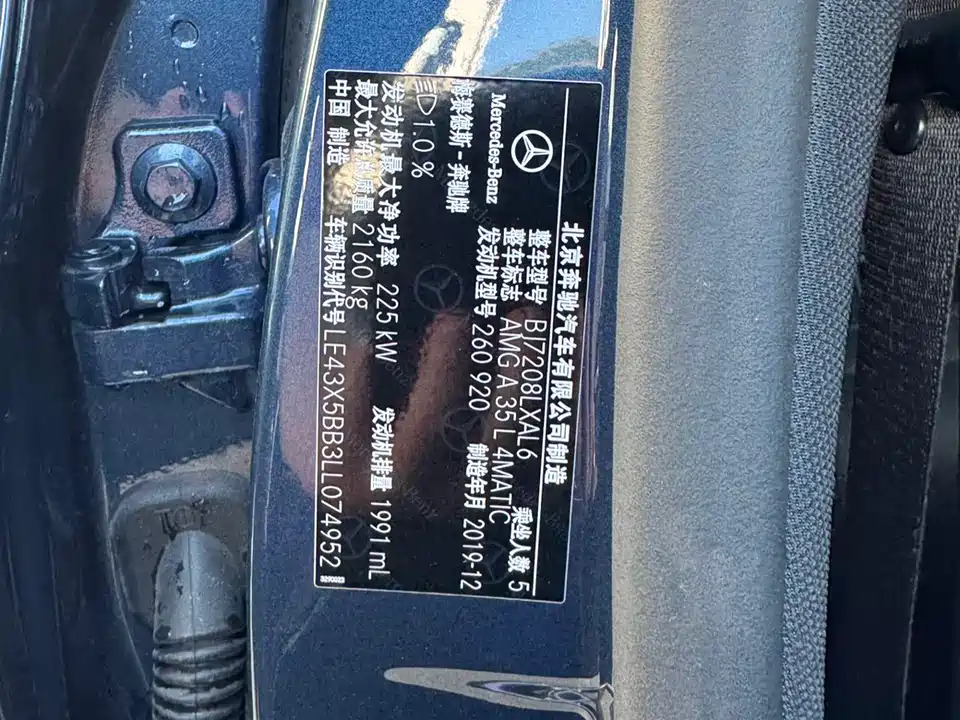 北京奔驰汽车有限公司制造
整车型号 BJ7208LXAL6 乘坐人数 5
整车标志 AMG A 35 L 4MATIC
发动机型号 260 920 制造年月 2019-12
Mercedes-Benz
梅赛德斯-奔驰牌
1.0 %
发动机最大净功率 225 kW 发动机排量 1991 mL
最大允许总质量 2160 kg
中国 制造 车辆识别代号 LE43X5BB3LL074952
3290023